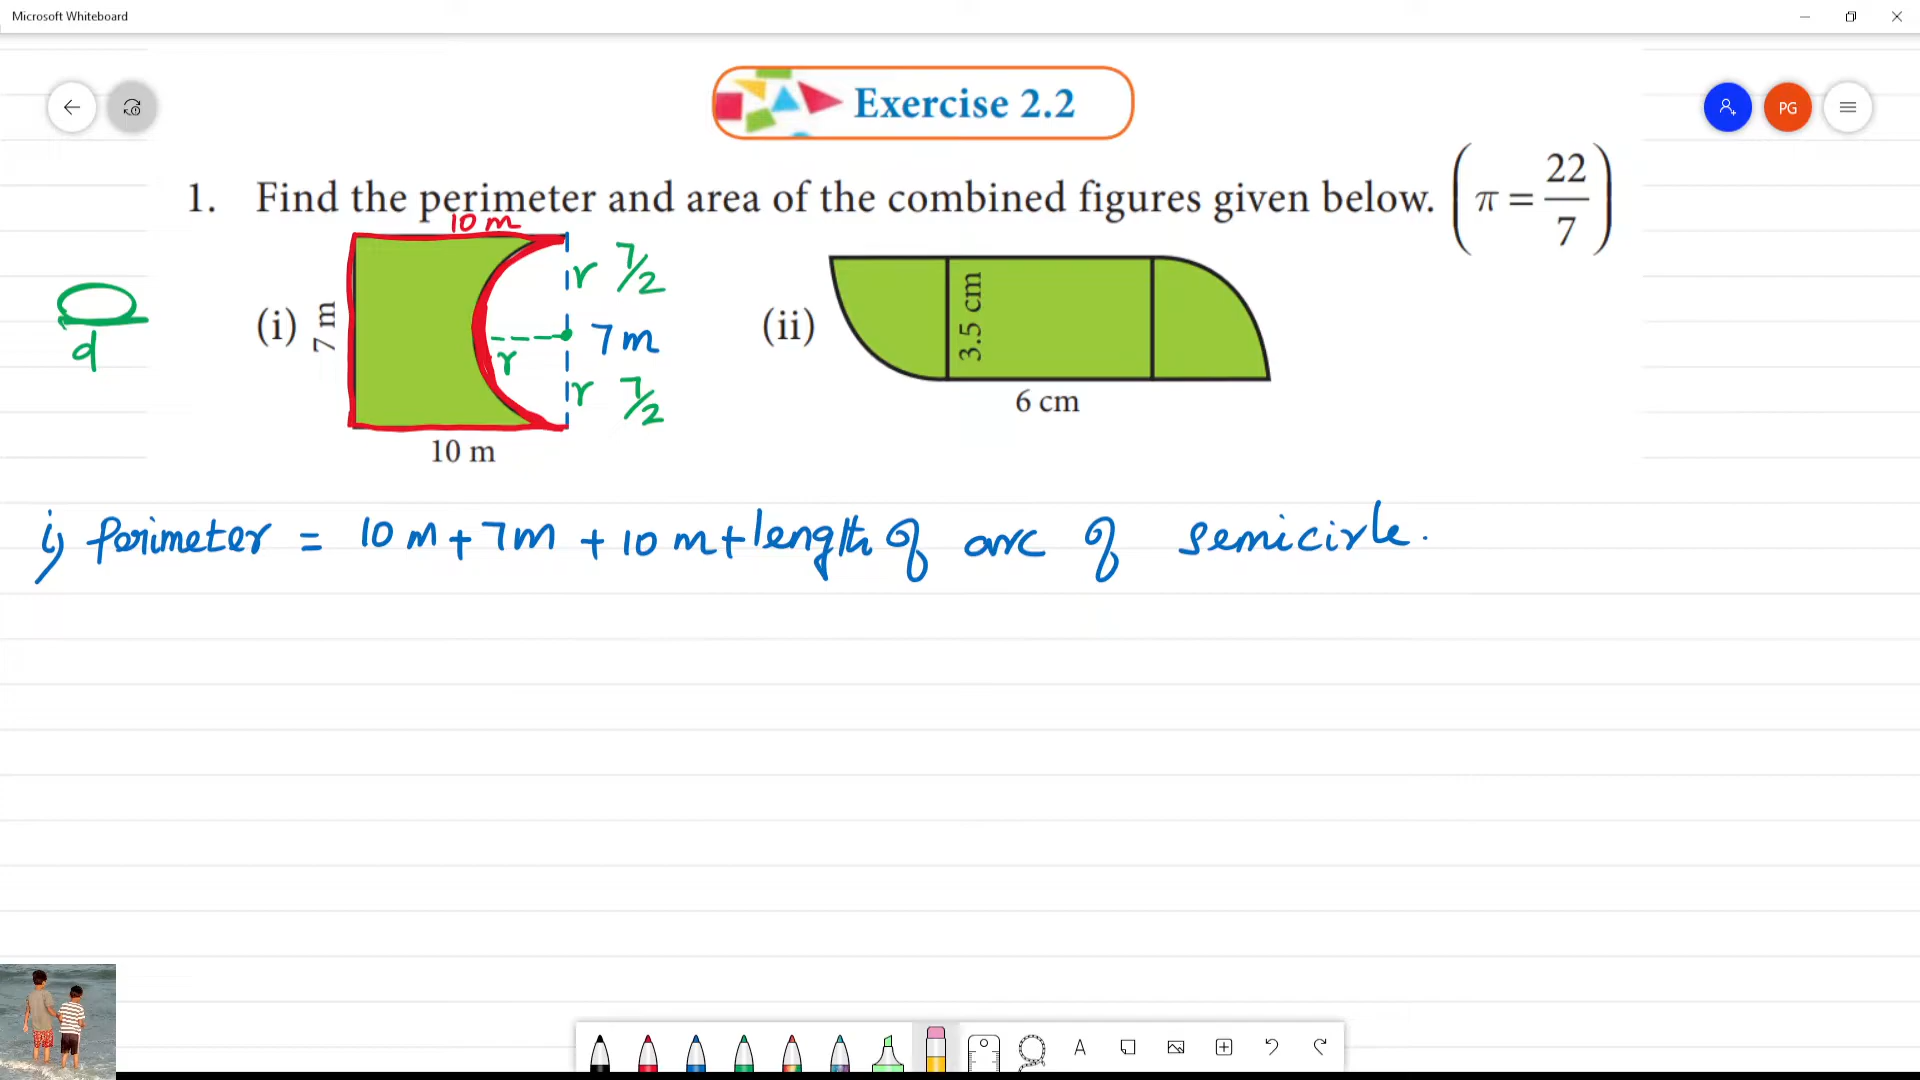 Microsoft Whiteboard
Exercise 2.2
PG
1. Find the perimeter and area of the combined figures given below. (π = 22/7)
10 m
r 7/2
(i) 7 m
r
7 m
r 7/2
10 m
d
(ii) 3.5 cm
6 cm
i) Perimeter = 10 m + 7 m + 10 m + length of arc of semicirle.
A